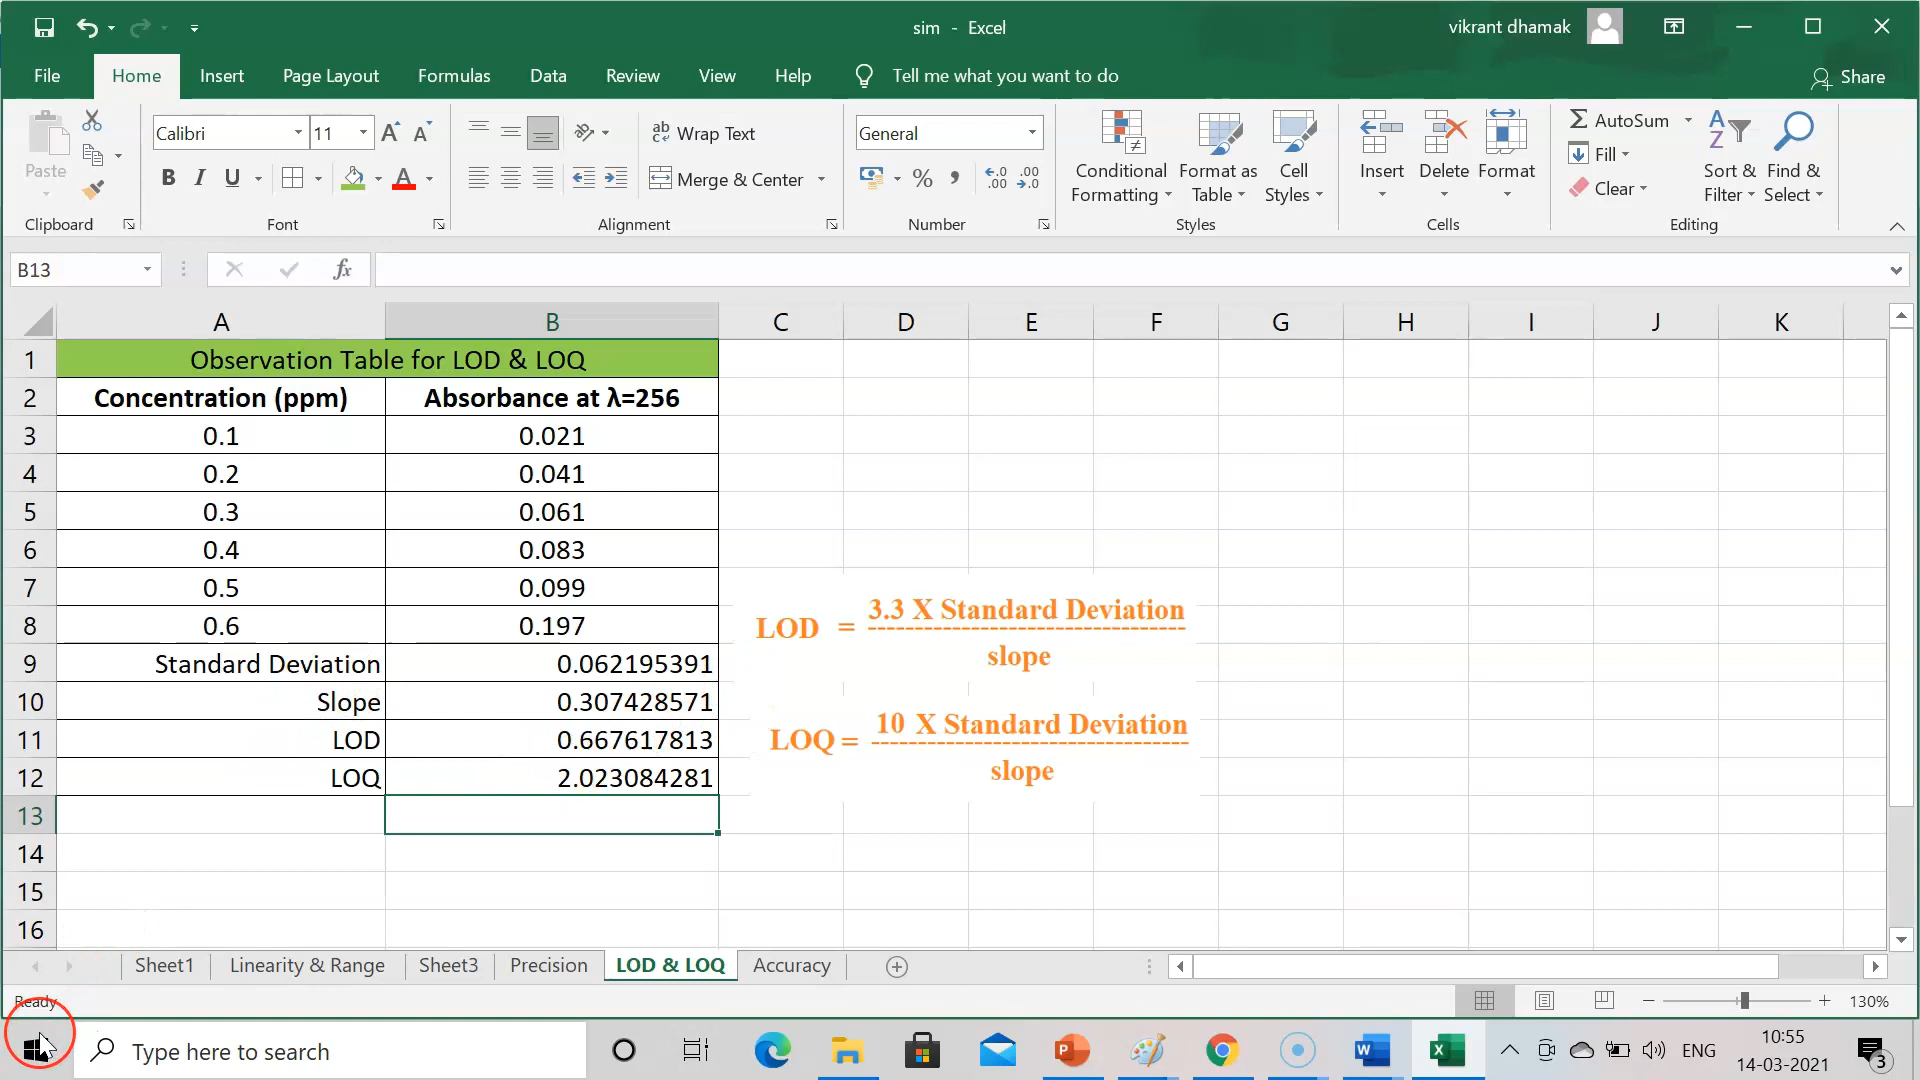 sim - Excel
vikrant dhamak
File Home Insert Page Layout Formulas Data Review View Help Tell me what you want to do Share
Paste
Clipboard
Calibri 11
B I U
Font
Wrap Text
Merge & Center
Alignment
General
Number
Conditional Formatting
Format as Table
Cell Styles
Styles
Insert Delete Format
Cells
AutoSum
Fill
Clear
Sort & Filter
Find & Select
Editing
B13 fx
A B C D E F G H I J K
1 Observation Table for LOD & LOQ
2 Concentration (ppm) Absorbance at λ=256
3 0.1 0.021
4 0.2 0.041
5 0.3 0.061
6 0.4 0.083
7 0.5 0.099
8 0.6 0.197
9 Standard Deviation 0.062195391
10 Slope 0.307428571
11 LOD 0.667617813
12 LOQ 2.023084281
13
14
15
16
3.3 X Standard Deviation
LOD =
slope
10 X Standard Deviation
LOQ =
slope
Sheet1 Linearity & Range Sheet3 Precision LOD & LOQ Accuracy
Ready 130%
Type here to search
ENG
10:55
14-03-2021
3